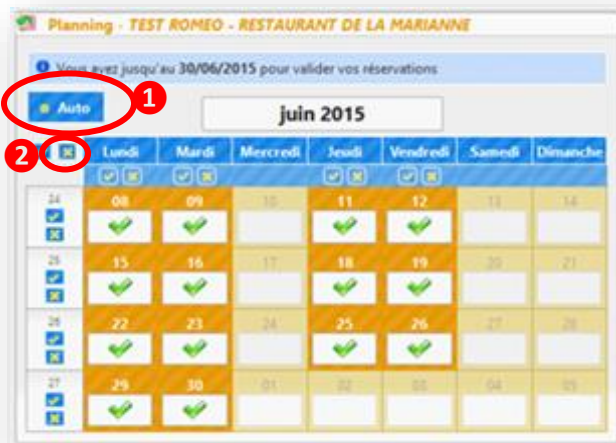 Planning - TEST ROMEO - RESTAURANT DE LA MARIANNE
Vous avez jusqu'au 30/06/2015 pour valider vos réservations
Auto
1
juin 2015
2
Lundi Mardi Mercredi Jeudi Vendredi Samedi Dimanche
24 08 09 10 11 12 13 14
25 15 16 17 18 19 20 21
26 22 23 24 25 26 27 28
27 29 30 01 02 03 04 05